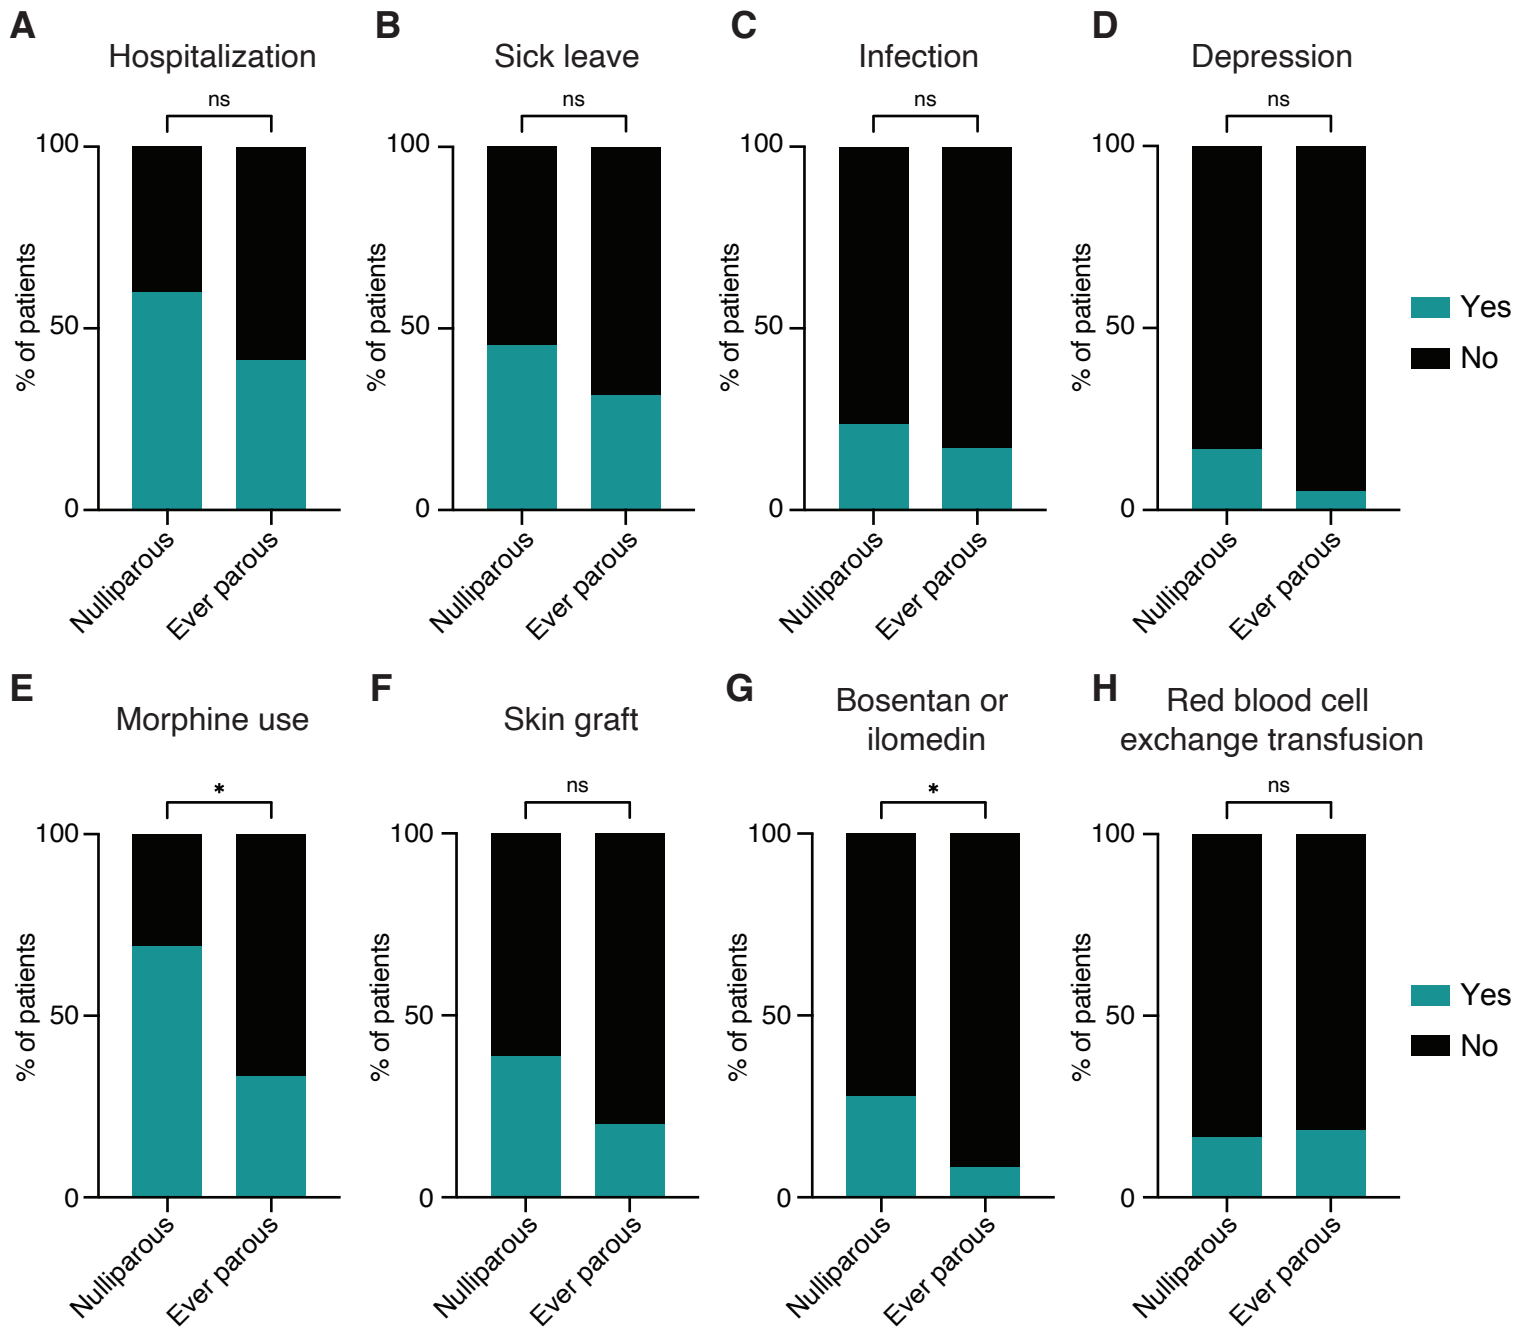 A
Hospitalization
ns
100
50
0
% of patients
Nulliparous
Ever parous
B
Sick leave
ns
100
50
0
% of patients
Nulliparous
Ever parous
C
Infection
ns
100
50
0
% of patients
Nulliparous
Ever parous
D
Depression
ns
100
50
0
% of patients
Nulliparous
Ever parous
Yes
No
E
Morphine use
*
100
50
0
% of patients
Nulliparous
Ever parous
F
Skin graft
ns
100
50
0
% of patients
Nulliparous
Ever parous
G
Bosentan or
ilomedin
*
100
50
0
% of patients
Nulliparous
Ever parous
H
Red blood cell
exchange transfusion
ns
100
50
0
% of patients
Nulliparous
Ever parous
Yes
No